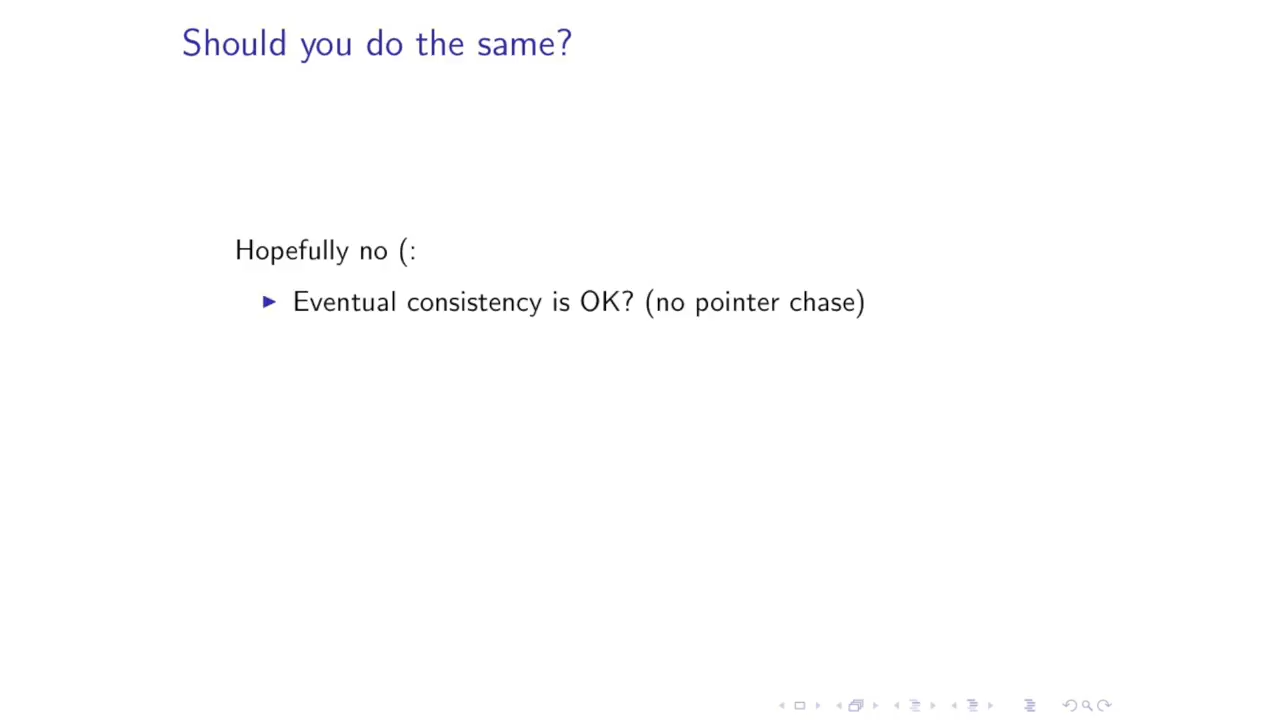 Should you do the same?
Hopefully no (:
Eventual consistency is OK? (no pointer chase)